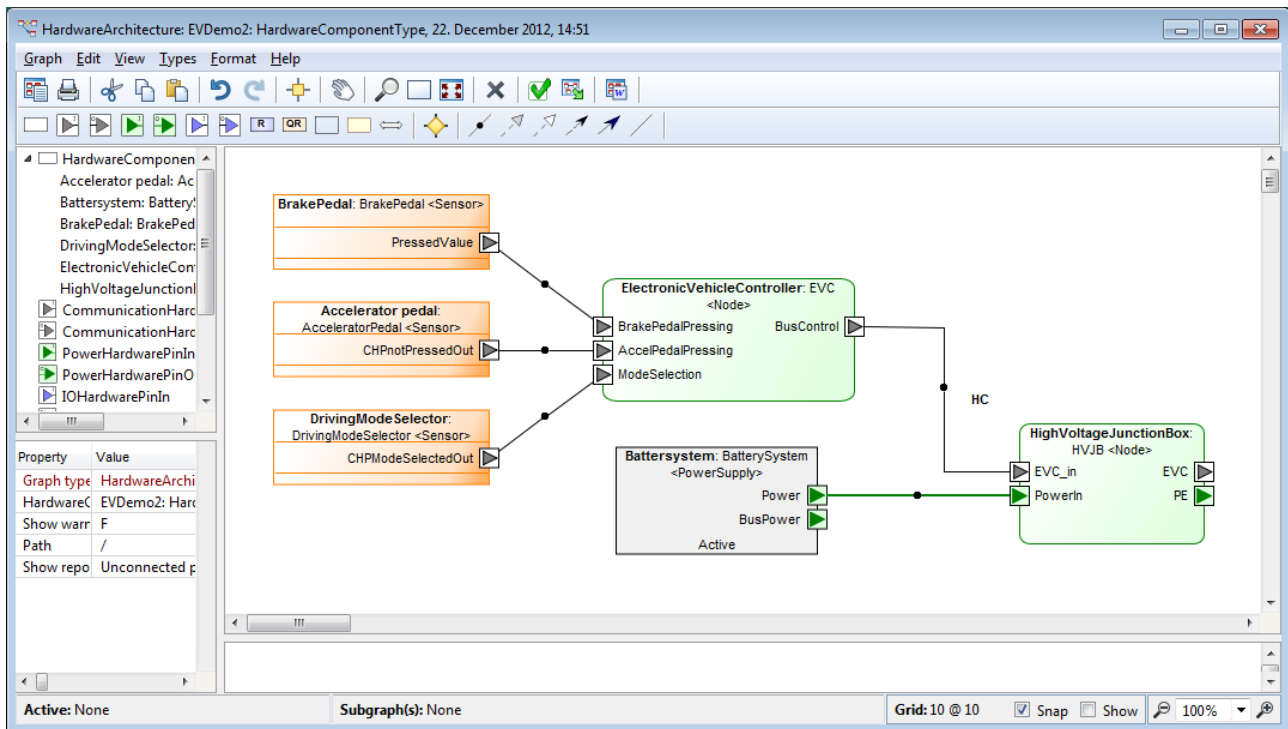 HardwareArchitecture: EVDemo2: HardwareComponentType, 22. December 2012, 14:51
Graph Edit View Types Format Help
R QR
HardwareComponen
Accelerator pedal: Ac
Battersystem: Battery
BrakePedal: BrakePed
DrivingModeSelector:
ElectronicVehicleCon
HighVoltageJunction
CommunicationHarc
CommunicationHarc
PowerHardwarePinIn
PowerHardwarePinO
IOHardwarePinIn
Property Value
Graph type HardwareArchi
HardwareC EVDemo2: Hard
Show warr F
Path /
Show repo Unconnected p
BrakePedal: BrakePedal <Sensor>
PressedValue
Accelerator pedal:
AcceleratorPedal <Sensor>
CHPnotPressedOut
DrivingModeSelector:
DrivingModeSelector <Sensor>
CHPModeSelectedOut
ElectronicVehicleController: EVC
<Node>
BrakePedalPressing BusControl
AccelPedalPressing
ModeSelection
HC
Battersystem: BatterySystem
<PowerSupply>
Power
BusPower
Active
HighVoltageJunctionBox:
HVJB <Node>
EVC_in EVC
PowerIn PE
Active: None Subgraph(s): None Grid: 10 @ 10 Snap Show 100%